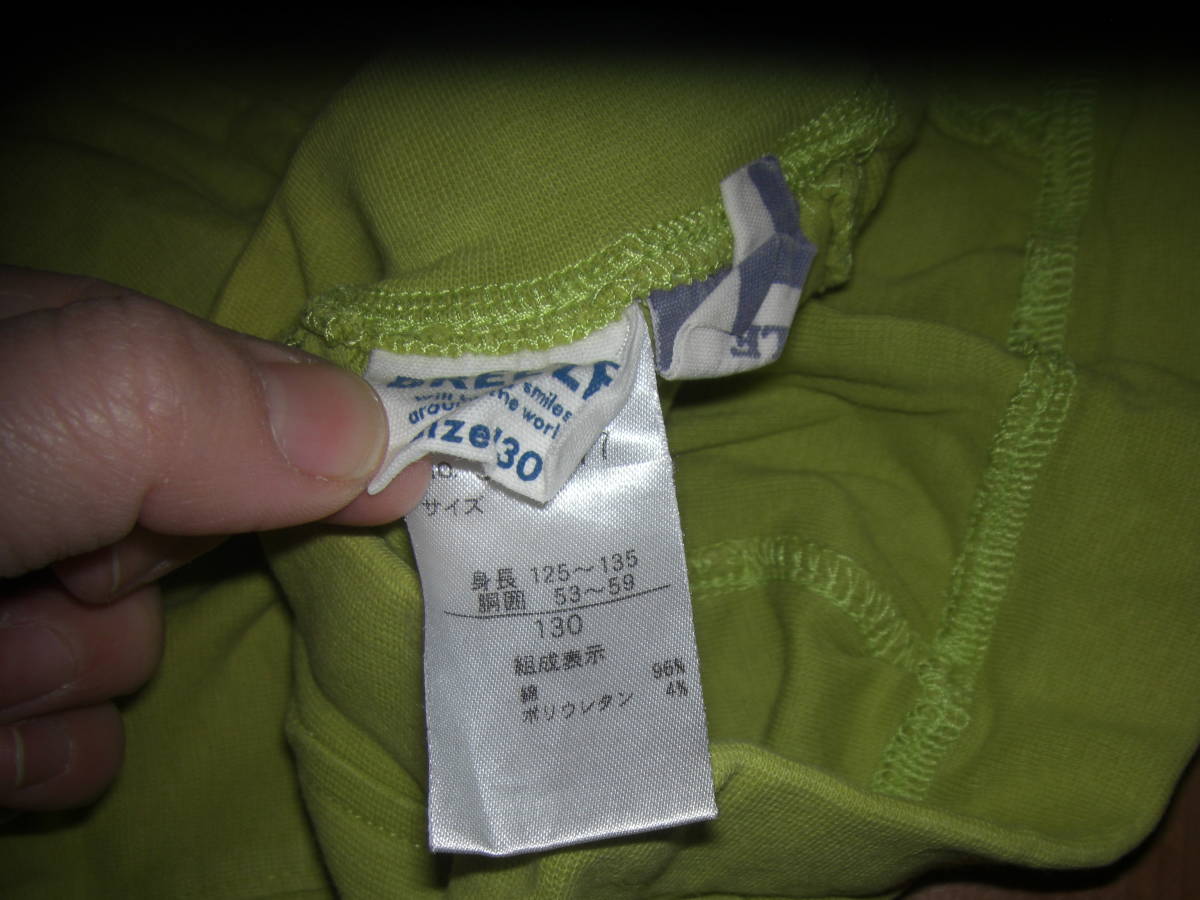 BREEZE
smiles
around the world
size 130
サイズ
身長 125~135
胴囲 53~59
130
組成表示
綿 96%
ポリウレタン 4%